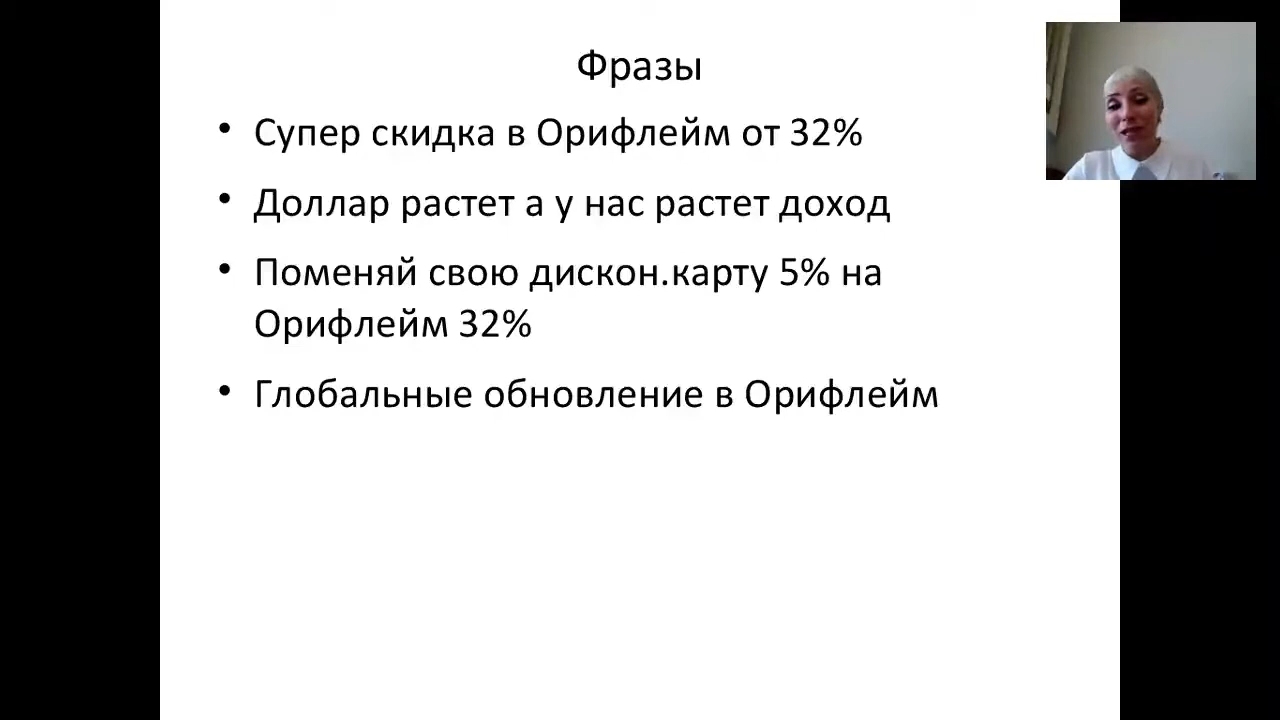 Фразы
• Супер скидка в Орифлейм от 32%
• Доллар растет а у нас растет доход
• Поменяй свою дискон.карту 5% на
Орифлейм 32%
• Глобальные обновление в Орифлейм